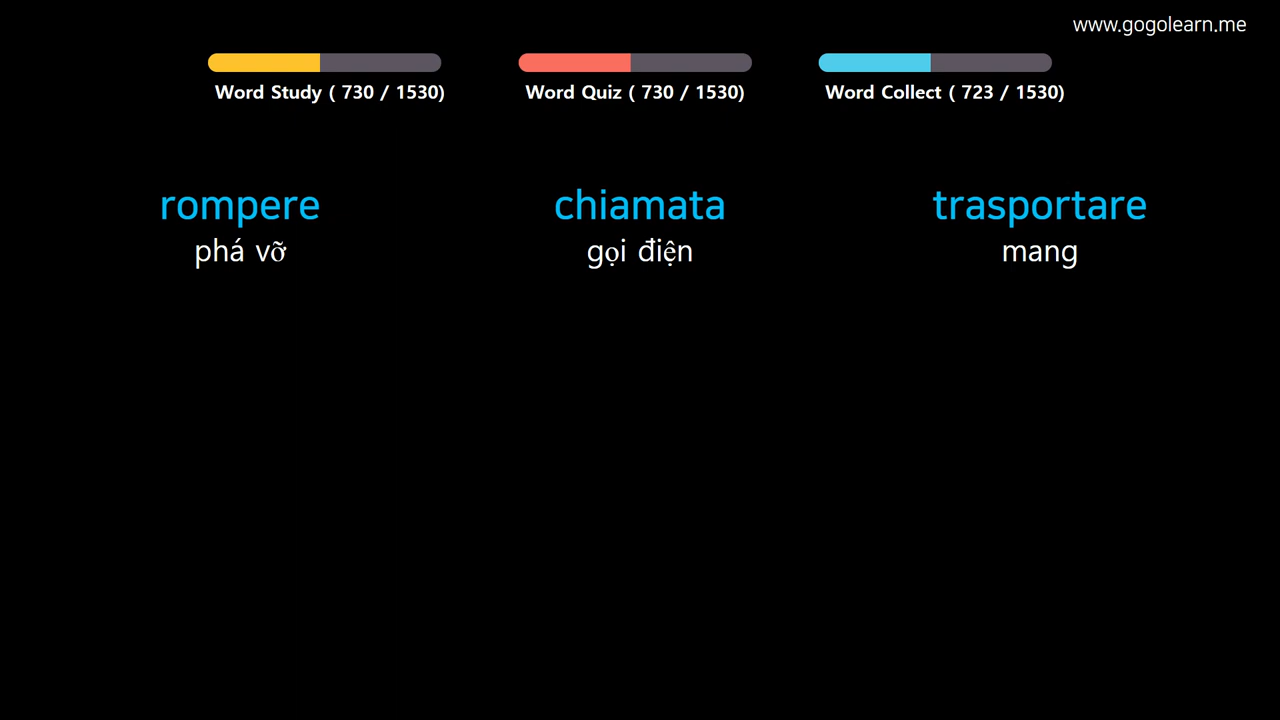 www.gogolearn.me
Word Study ( 730 / 1530)
Word Quiz ( 730 / 1530)
Word Collect ( 723 / 1530)
rompere
phá vỡ
chiamata
gọi điện
trasportare
mang